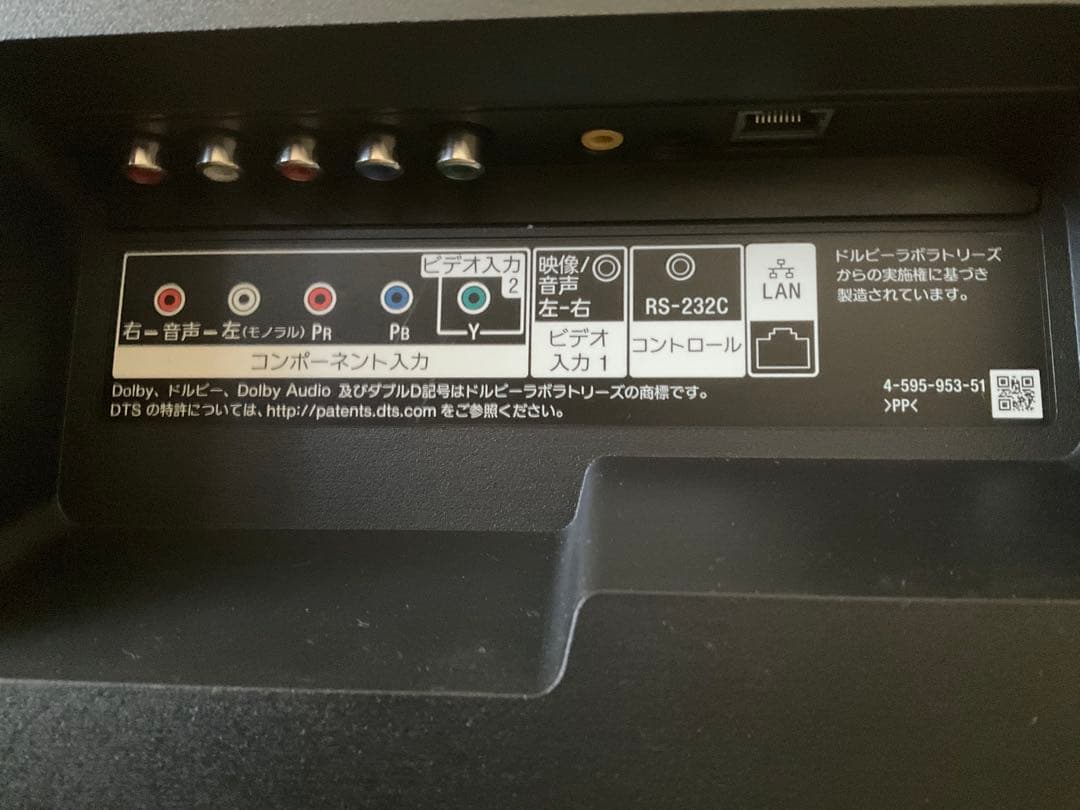 ビデオ入力
2
右ー音声ー左(モノラル) PR PB Y
コンポーネント入力
映像/
音声
左-右
ビデオ
入力 1
RS-232C
コントロール
LAN
ドルビーラボラトリーズ
からの実施権に基づき
製造されています。
Dolby、ドルビー、Dolby Audio 及びダブルD記号はドルビーラボラトリーズの商標です。
DTS の特許については、http://patents.dts.com をご参照ください。
4-595-953-51
>PP<